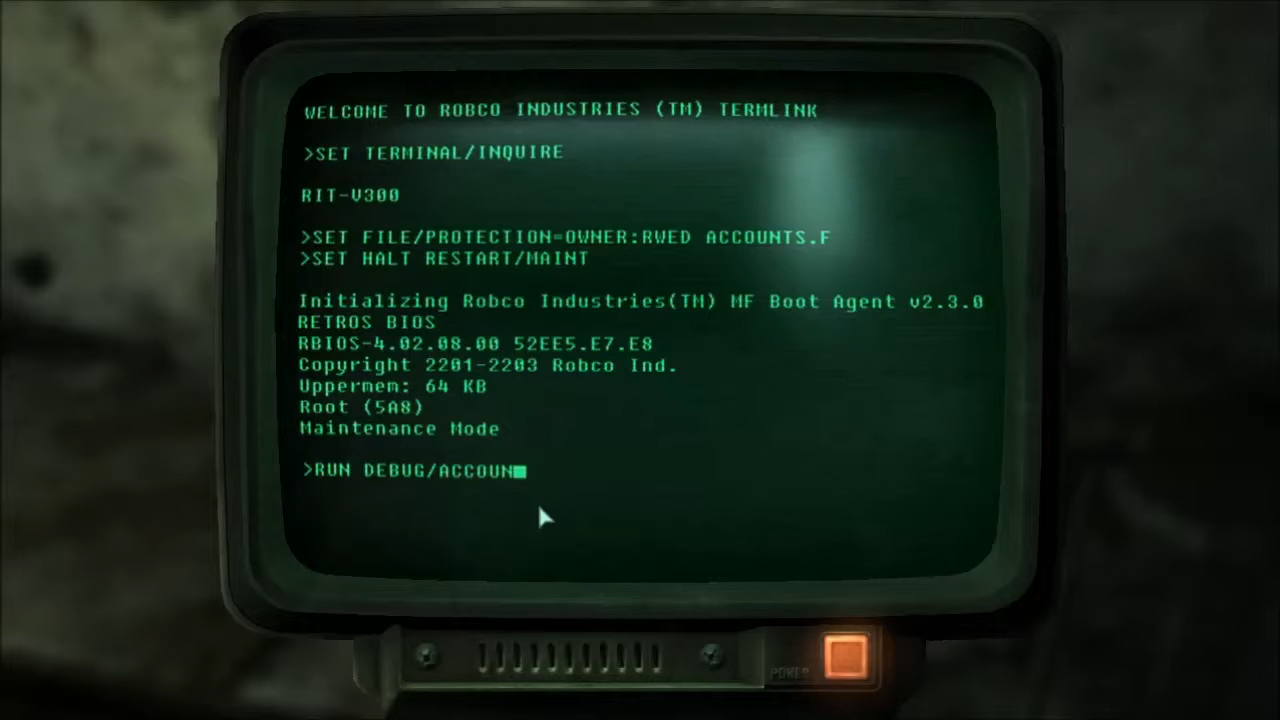 WELCOME TO ROBCO INDUSTRIES (TM) TERMLINK
>SET TERMINAL/INQUIRE
RIT-V300
>SET FILE/PROTECTION=OWNER:RWED ACCOUNTS.F
>SET HALT RESTART/MAINT
Initializing Robco Industries(TM) MF Boot Agent v2.3.0
RETROS BIOS
RBIOS-4.02.08.00 52EE5.E7.E8
Copyright 2201-2203 Robco Ind.
Uppermem: 64 KB
Root (5A8)
Maintenance Mode
>RUN DEBUG/ACCOUN
POWER